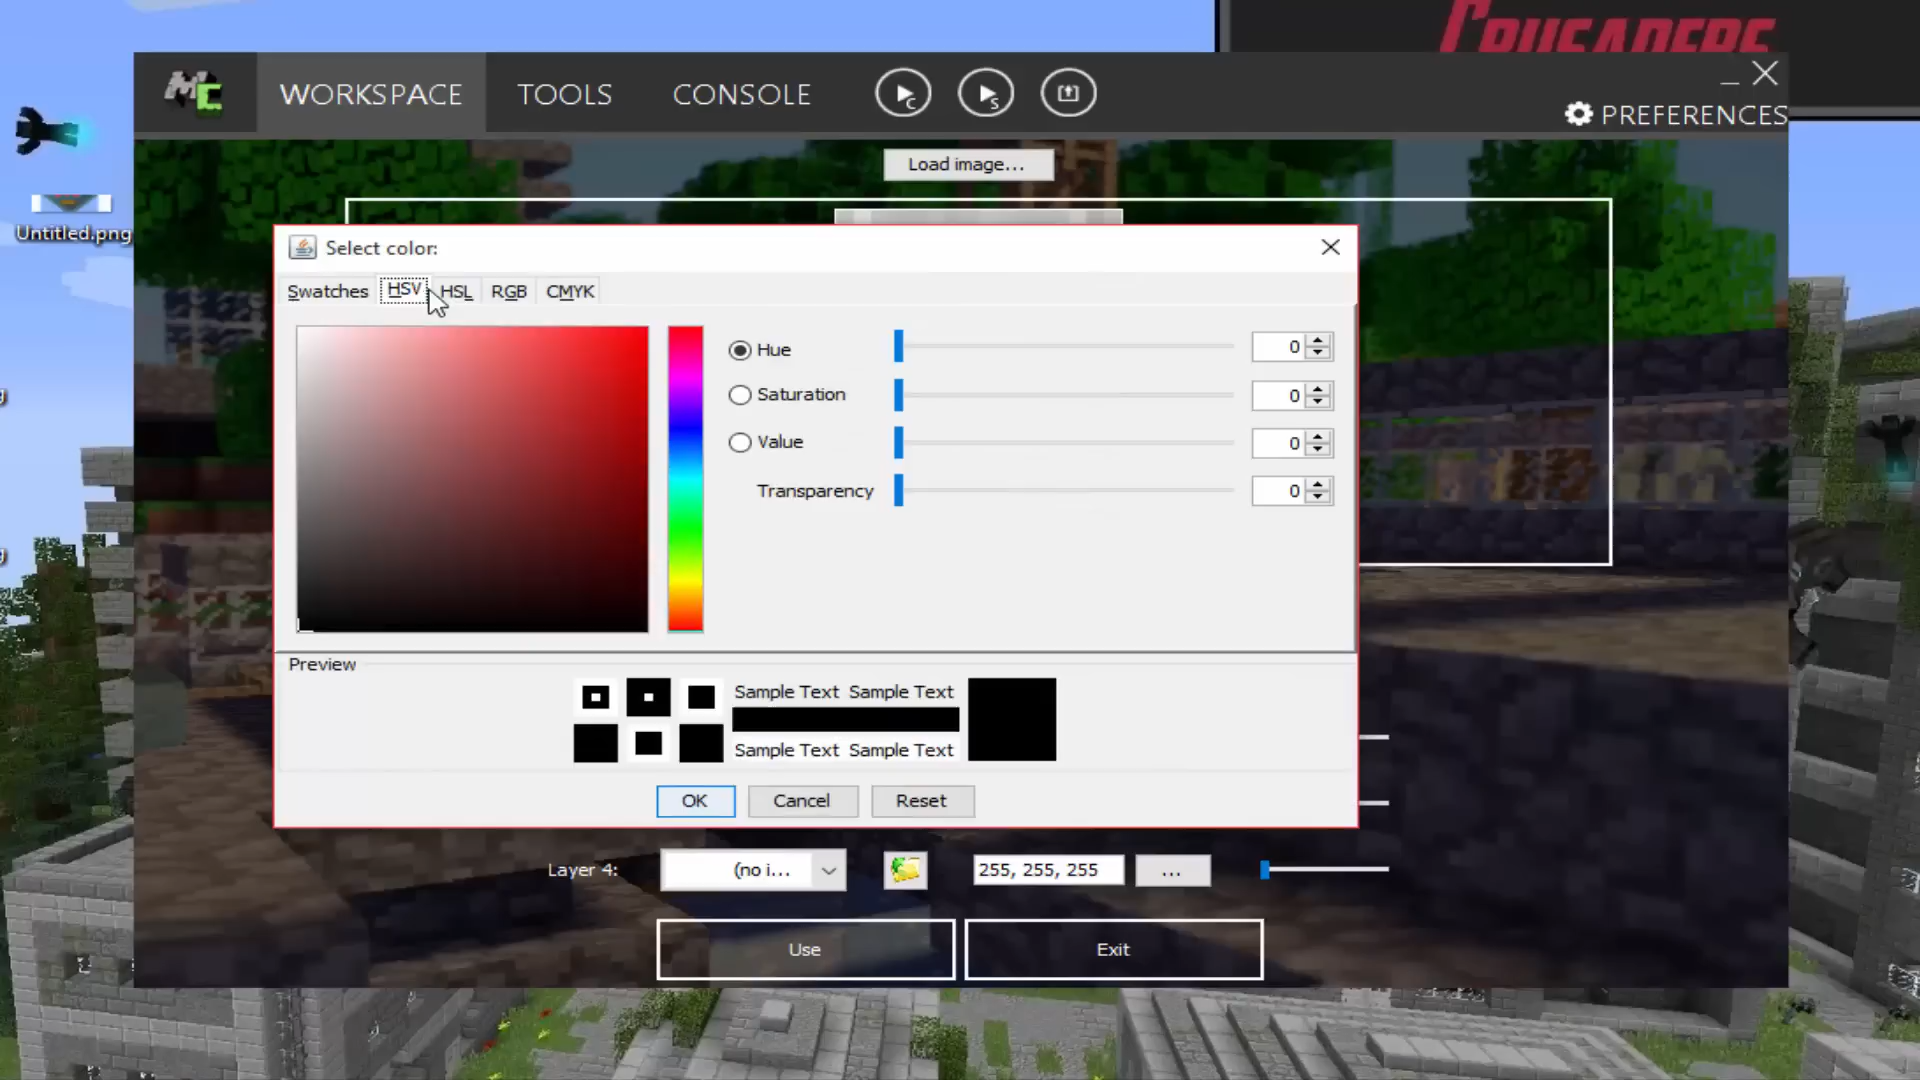 CRUSADERS
WORKSPACE TOOLS CONSOLE C S
PREFERENCES
Load image...
Untitled.png
Select color:
Swatches HSV HSL RGB CMYK
Hue 0
Saturation 0
Value 0
Transparency 0
Preview
Sample Text Sample Text
Sample Text Sample Text
OK Cancel Reset
Layer 4: (no i... 255, 255, 255 ...
Use Exit